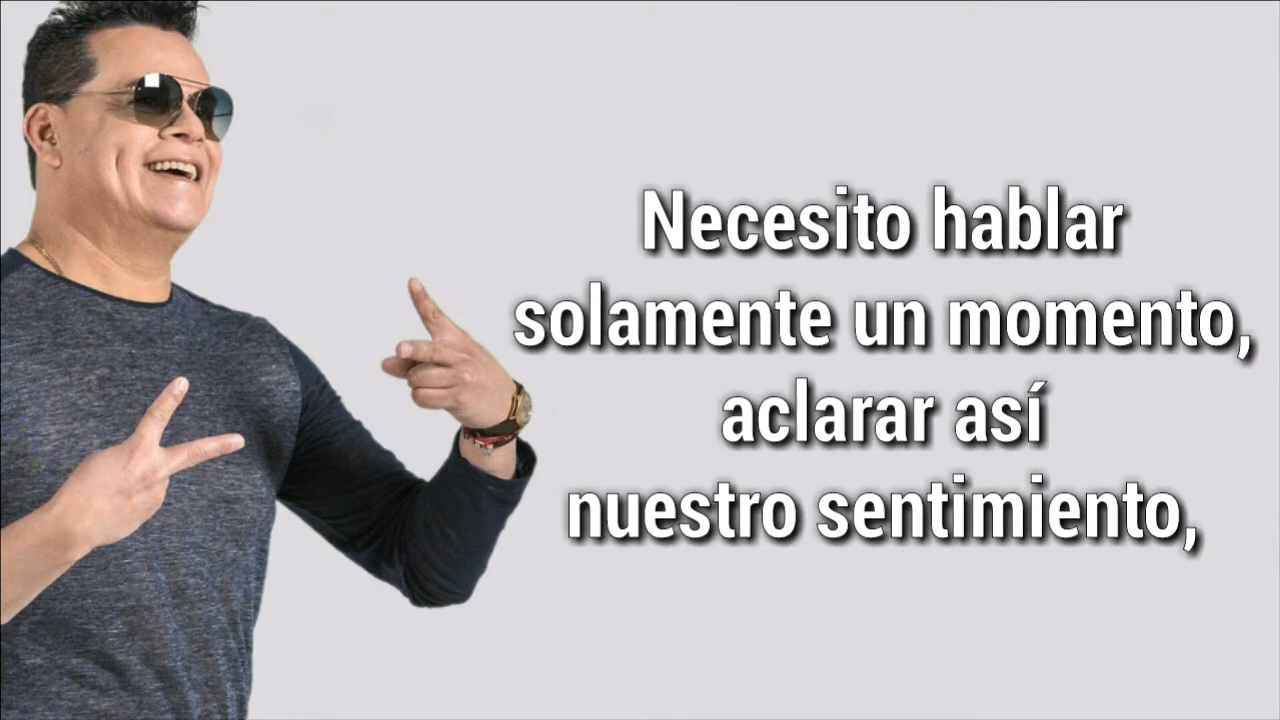 Necesito hablar
solamente un momento,
aclarar así
nuestro sentimiento,